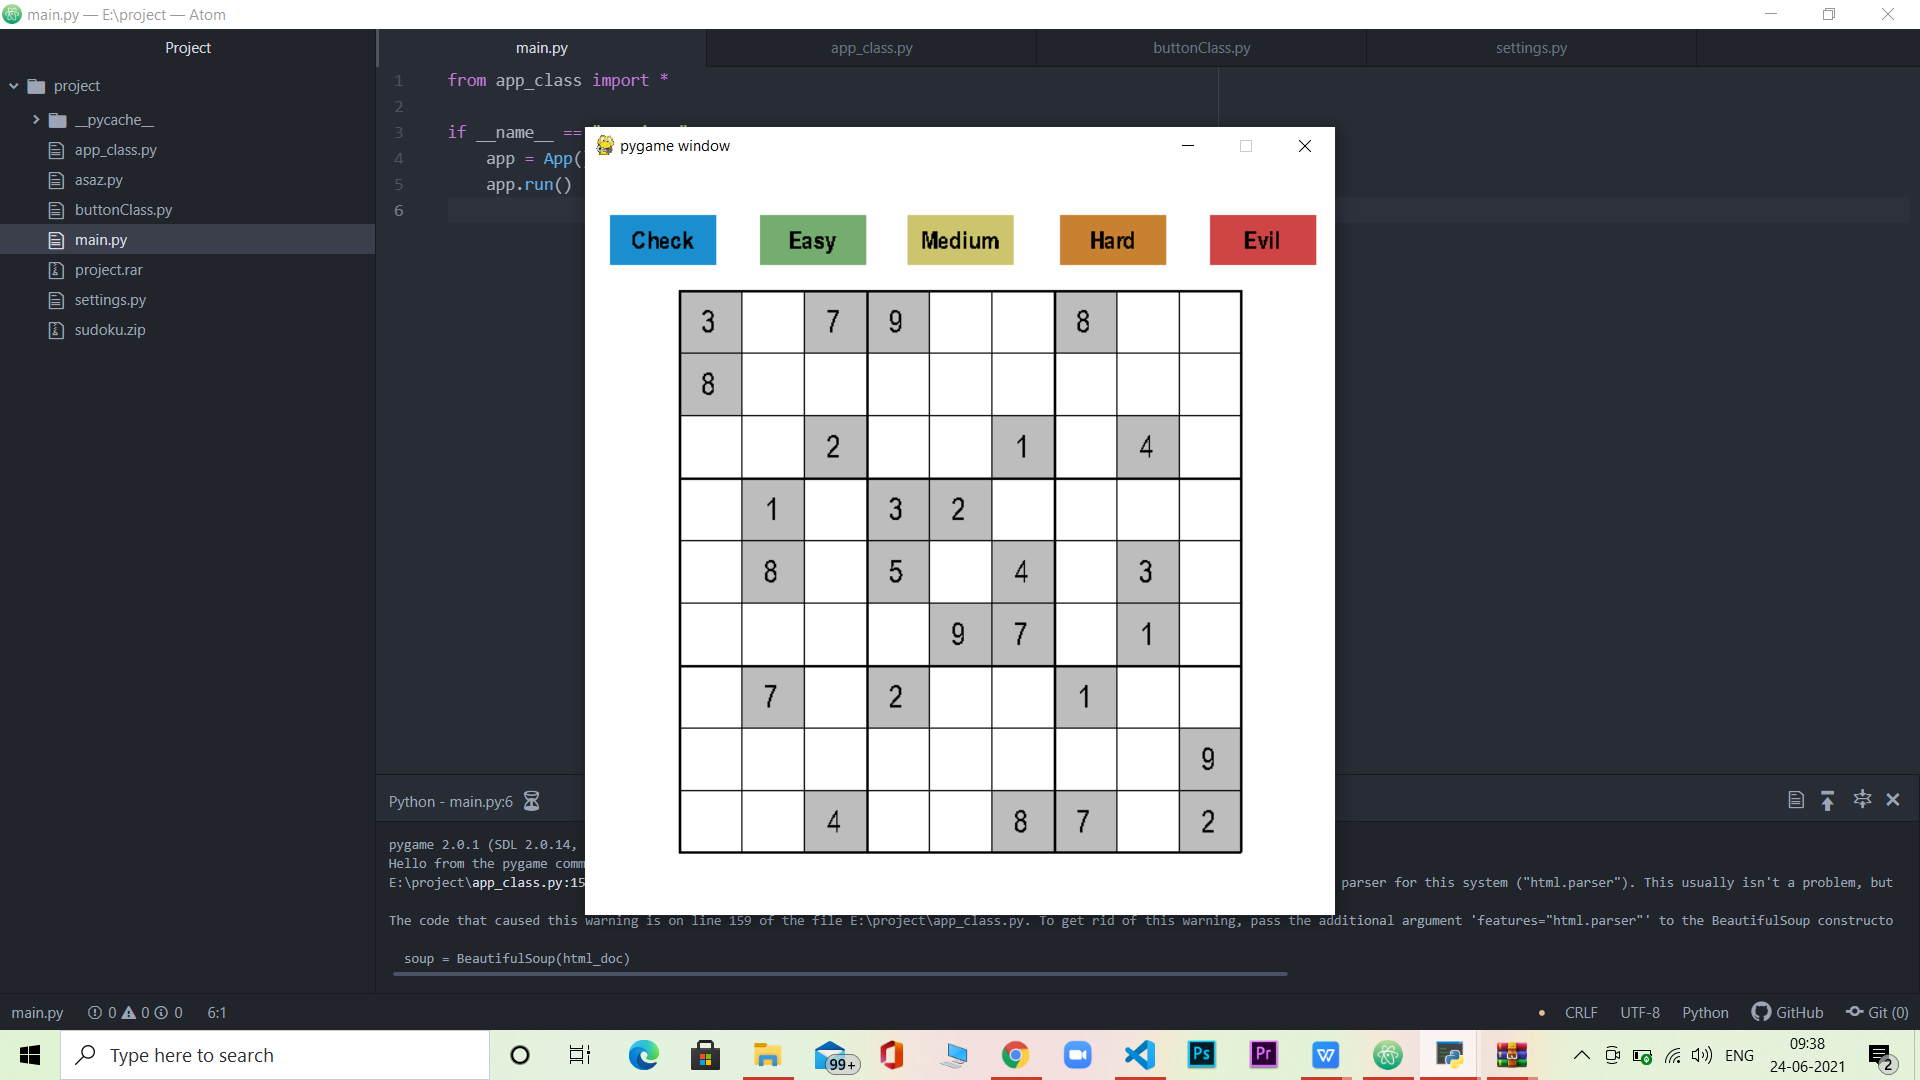 main.py — E:\project — Atom
Project
main.py
app_class.py
buttonClass.py
settings.py
project
__pycache__
app_class.py
asaz.py
buttonClass.py
main.py
project.rar
settings.py
sudoku.zip
1 from app_class import *
2
3 if __name__ ==
4 app = App(
5 app.run()
6
pygame window
Check Easy Medium Hard Evil
3 7 9 8
8
2 1 4
1 3 2
8 5 4 3
9 7 1
7 2 1
9
4 8 7 2
Python - main.py:6
pygame 2.0.1 (SDL 2.0.14,
Hello from the pygame comm
E:\project\app_class.py:15 parser for this system ("html.parser"). This usually isn't a problem, but
The code that caused this warning is on line 159 of the file E:\project\app_class.py. To get rid of this warning, pass the additional argument 'features="html.parser"' to the BeautifulSoup constructo
soup = BeautifulSoup(html_doc)
main.py 0 0 0 6:1 CRLF UTF-8 Python GitHub Git (0)
Type here to search
99+
Ps
Pr
W
ENG
09:38
24-06-2021
2